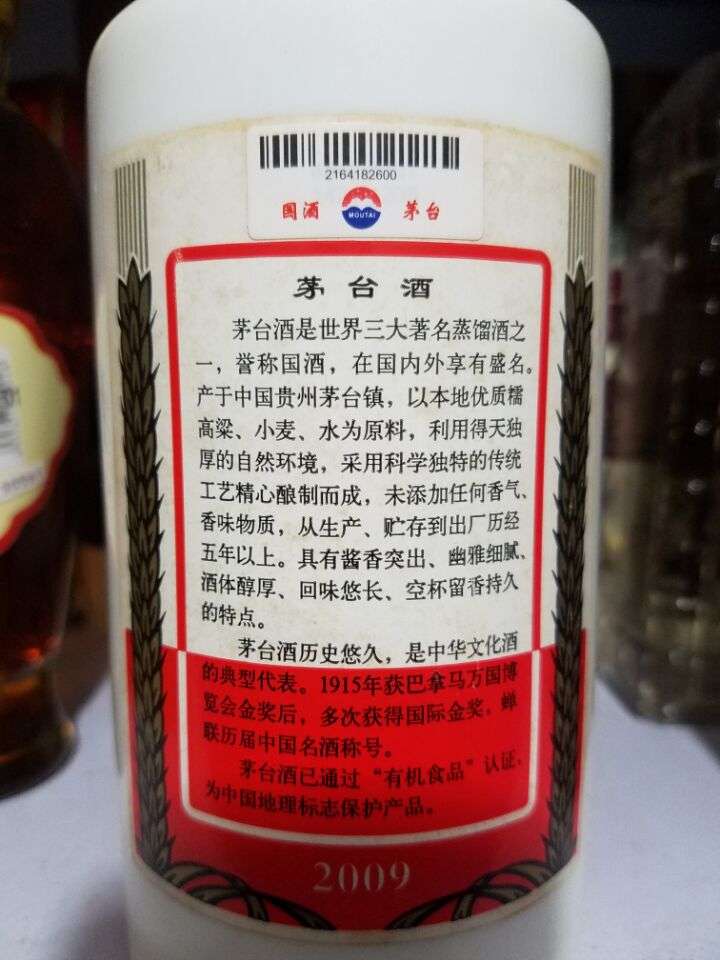 2164182600
国酒 MOUTAI 茅台
茅台酒
茅台酒是世界三大著名蒸馏酒之
一，誉称国酒，在国内外享有盛名。
产于中国贵州茅台镇，以本地优质糯
高粱、小麦、水为原料，利用得天独
厚的自然环境，采用科学独特的传统
工艺精心酿制而成，未添加任何香气、
香味物质，从生产、贮存到出厂历经
五年以上。具有酱香突出、幽雅细腻、
酒体醇厚、回味悠长、空杯留香持久
的特点。
茅台酒历史悠久，是中华文化酒
的典型代表。1915年获巴拿马万国博
览会金奖后，多次获得国际金奖，蝉
联历届中国名酒称号。
茅台酒已通过“有机食品”认证，
为中国地理标志保护产品。
2009